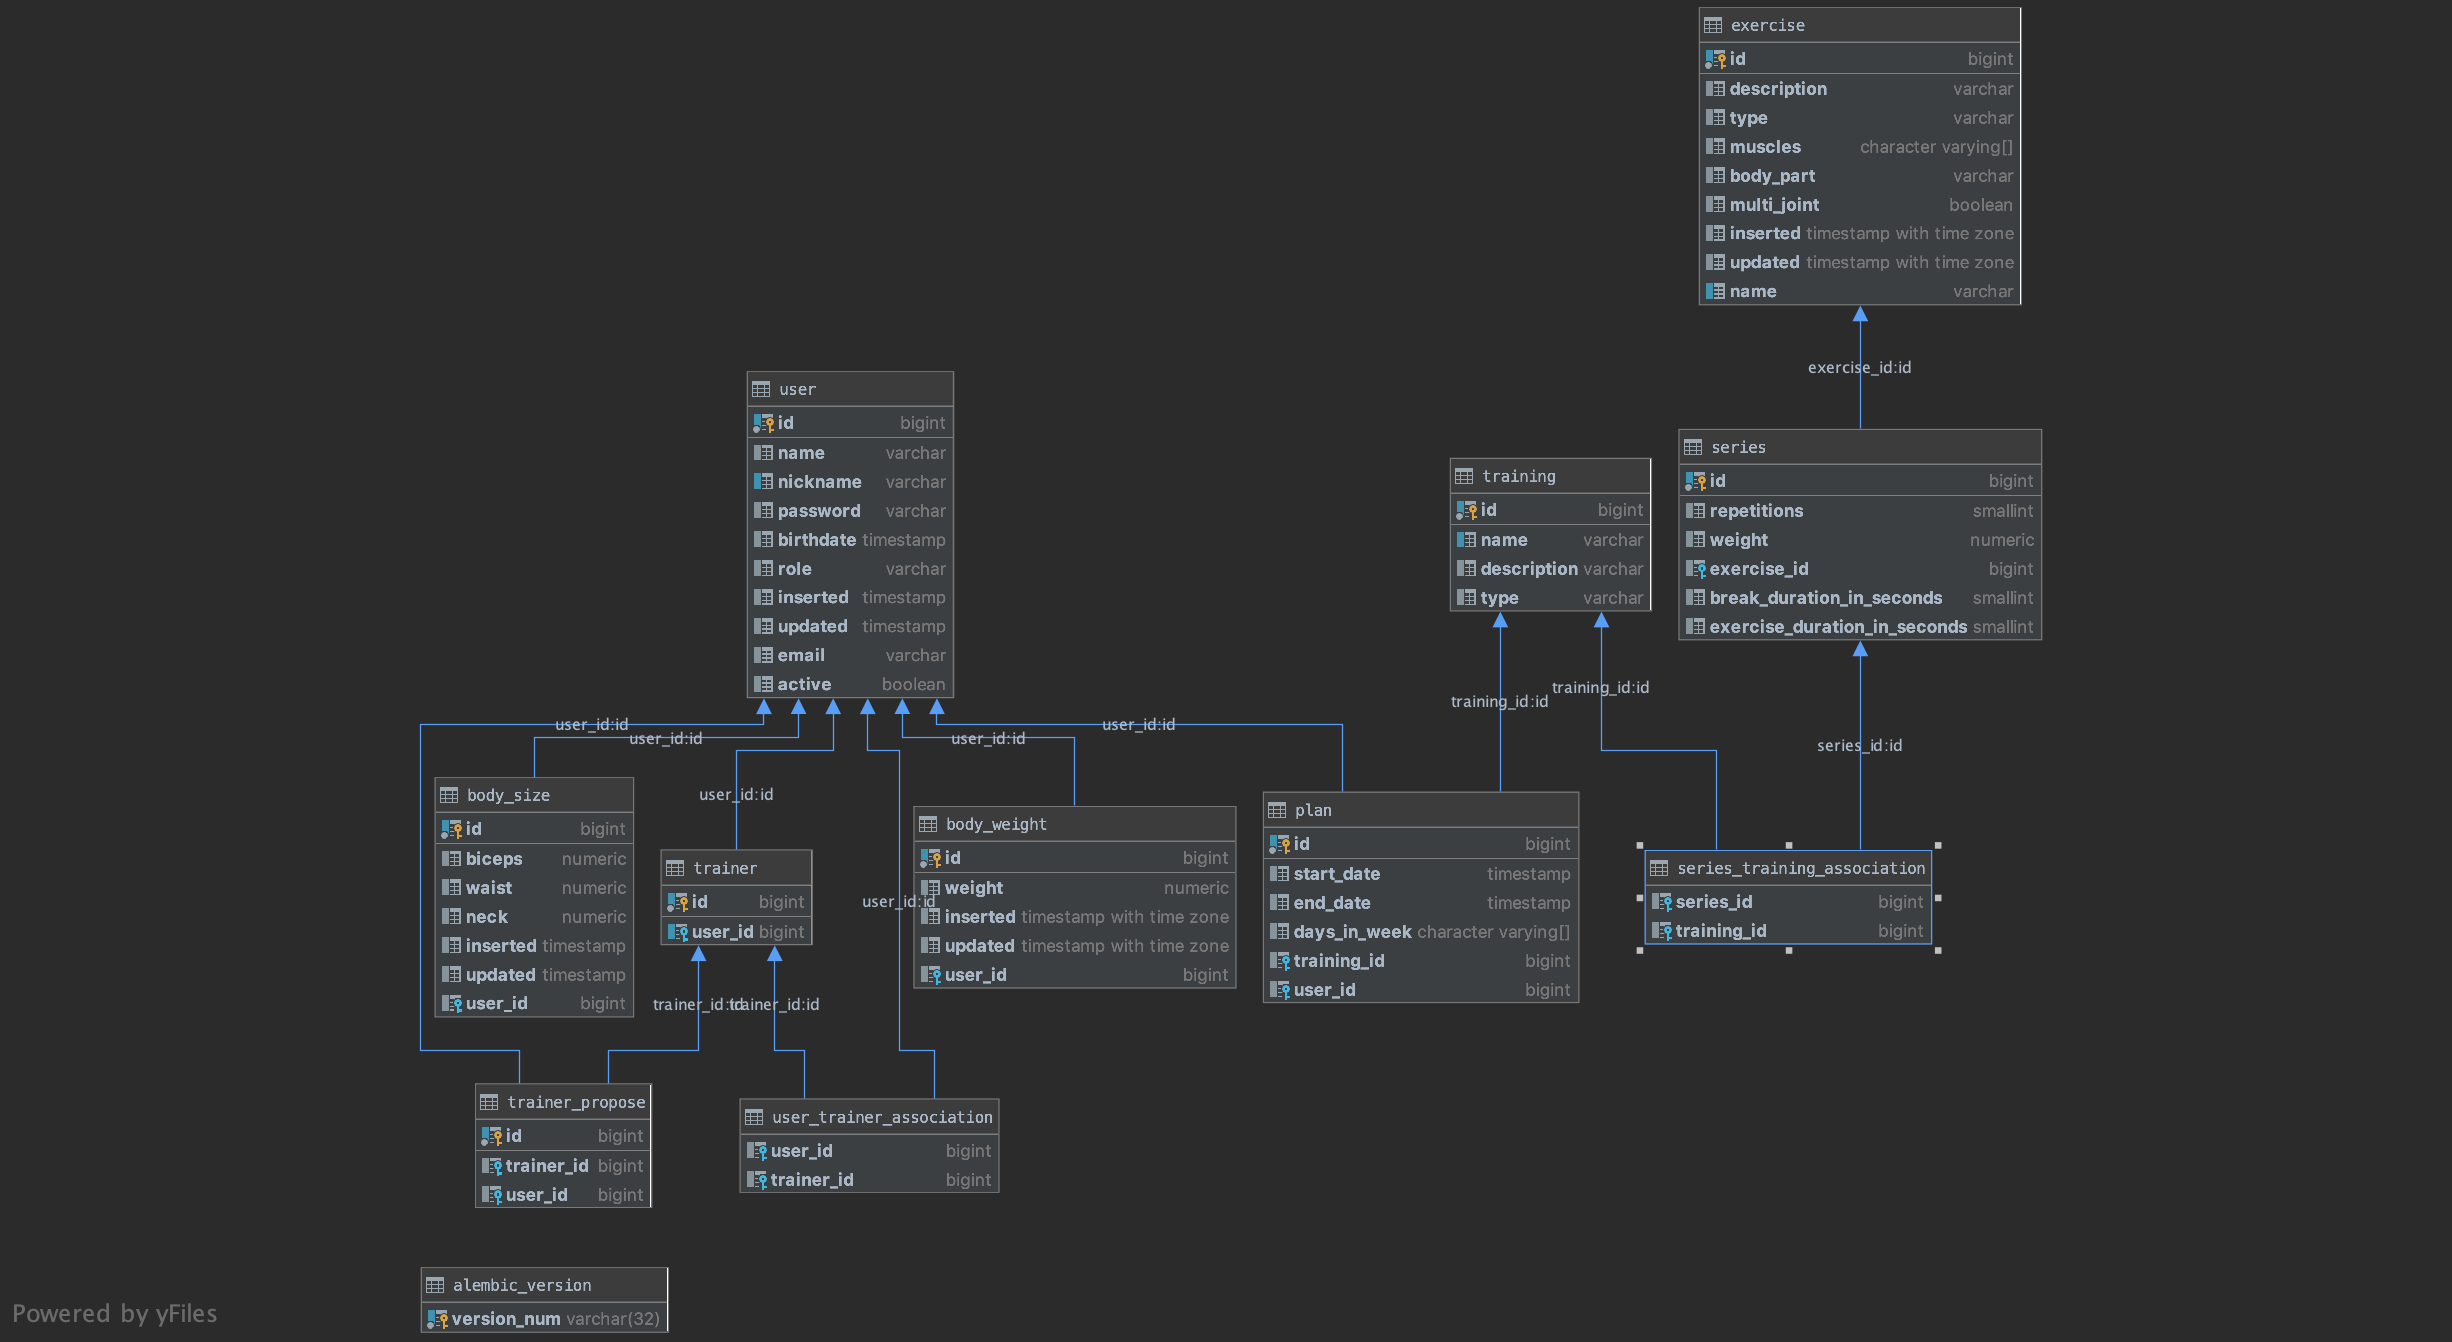 exercise
id bigint
description varchar
type varchar
muscles character varying[]
body_part varchar
multi_joint boolean
inserted timestamp with time zone
updated timestamp with time zone
name varchar
exercise_id:id
user
id bigint
name varchar
nickname varchar
password varchar
birthdate timestamp
role varchar
inserted timestamp
updated timestamp
email varchar
active boolean
training
id bigint
name varchar
description varchar
type varchar
series
id bigint
repetitions smallint
weight numeric
exercise_id bigint
break_duration_in_seconds smallint
exercise_duration_in_seconds smallint
user_id:id
user_id:id
user_id:id
user_id:id
user_id:id
user_id:id
training_id:id
training_id:id
series_id:id
body_size
id bigint
biceps numeric
waist numeric
neck numeric
inserted timestamp
updated timestamp
user_id bigint
trainer
id bigint
user_id bigint
body_weight
id bigint
weight numeric
inserted timestamp with time zone
updated timestamp with time zone
user_id bigint
plan
id bigint
start_date timestamp
end_date timestamp
days_in_week character varying[]
training_id bigint
user_id bigint
series_training_association
series_id bigint
training_id bigint
trainer_id:id
trainer_id:id
trainer_propose
id bigint
trainer_id bigint
user_id bigint
user_trainer_association
user_id bigint
trainer_id bigint
alembic_version
version_num varchar(32)
Powered by yFiles